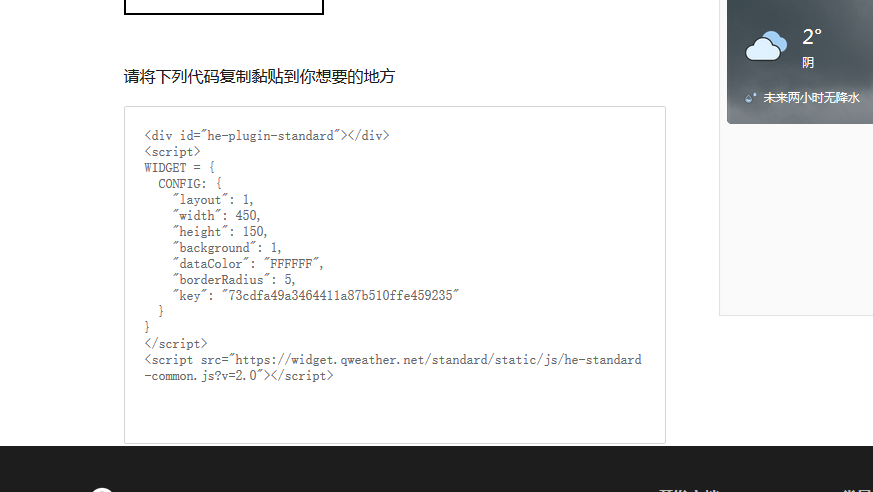 请将下列代码复制黏贴到你想要的地方
<div id="he-plugin-standard"></div>
<script>
WIDGET = {
  CONFIG: {
    "layout": 1,
    "width": 450,
    "height": 150,
    "background": 1,
    "dataColor": "FFFFFF",
    "borderRadius": 5,
    "key": "73cdfa49a3464411a87b510ffe459235"
  }
}
</script>
<script src="https://widget.qweather.net/standard/static/js/he-standard
-common.js?v=2.0"></script>
2°
阴
未来两小时无降水